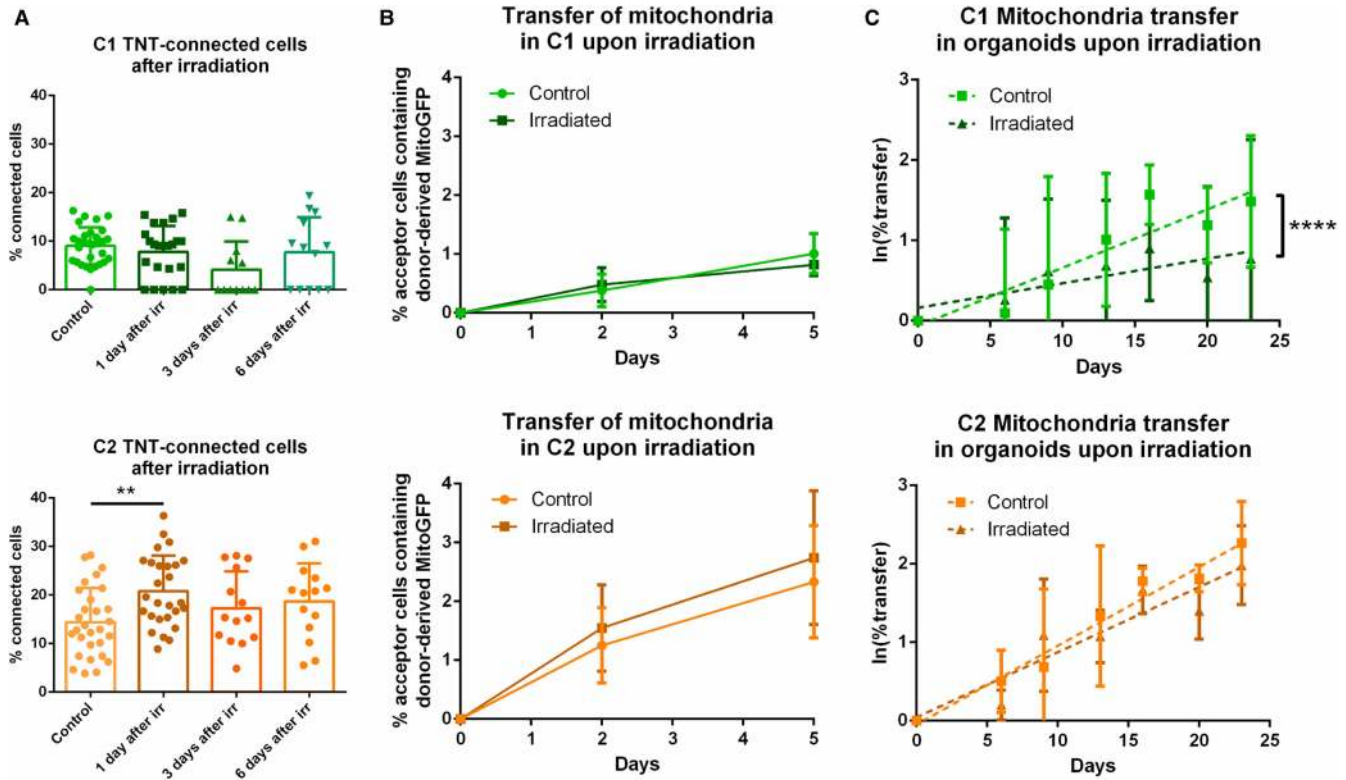 A
C1 TNT-connected cells
after irradiation
% connected cells
40
30
20
10
0
Control
1 day after irr
3 days after irr
6 days after irr
C2 TNT-connected cells
after irradiation
% connected cells
40
30
20
10
0
**
Control
1 day after irr
3 days after irr
6 days after irr
B
Transfer of mitochondria
in C1 upon irradiation
% acceptor cells containing
donor-derived MitoGFP
4
3
2
1
0
Control
Irradiated
0 1 2 3 4 5
Days
Transfer of mitochondria
in C2 upon irradiation
% acceptor cells containing
donor-derived MitoGFP
4
3
2
1
0
Control
Irradiated
0 2 4 5
Days
C
C1 Mitochondria transfer
in organoids upon irradiation
ln(%transfer)
3
2
1
0
Control
Irradiated
****
0 5 10 15 20 25
Days
C2 Mitochondria transfer
in organoids upon irradiation
ln(%transfer)
3
2
1
0
Control
Irradiated
0 5 10 15 20 25
Days